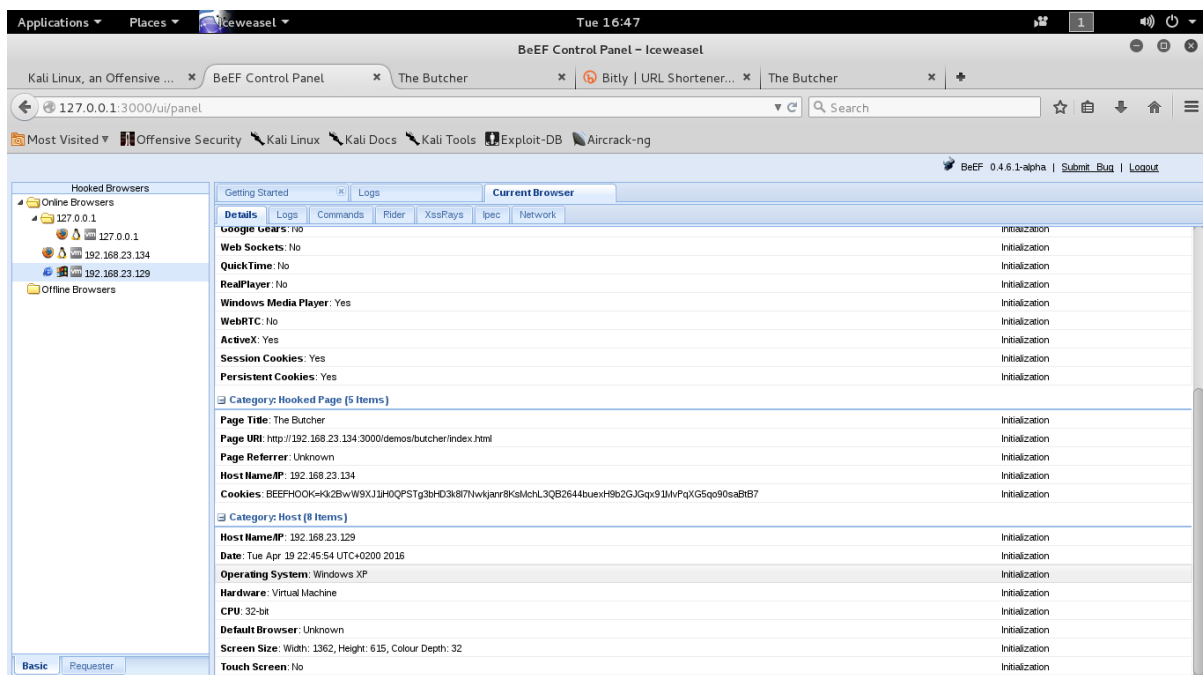 Applications Places Iceweasel Tue 16:47 1
BeEF Control Panel – Iceweasel
Kali Linux, an Offensive ... BeEF Control Panel The Butcher Bitly | URL Shortener... The Butcher
127.0.0.1:3000/ui/panel Search
Most Visited Offensive Security Kali Linux Kali Docs Kali Tools Exploit-DB Aircrack-ng
BeEF 0.4.6.1-alpha | Submit Bug | Logout
Hooked Browsers
Online Browsers
127.0.0.1
127.0.0.1
192.168.23.134
192.168.23.129
Offline Browsers
Basic Requester
Getting Started Logs Current Browser
Details Logs Commands Rider XssRays Ipec Network
Google Gears: No Initialization
Web Sockets: No Initialization
QuickTime: No Initialization
RealPlayer: No Initialization
Windows Media Player: Yes Initialization
WebRTC: No Initialization
ActiveX: Yes Initialization
Session Cookies: Yes Initialization
Persistent Cookies: Yes Initialization
Category: Hooked Page (5 Items)
Page Title: The Butcher Initialization
Page URI: http://192.168.23.134:3000/demos/butcher/index.html Initialization
Page Referrer: Unknown Initialization
Host Name/IP: 192.168.23.134 Initialization
Cookies: Initialization
Category: Host (8 Items)
Host Name/IP: 192.168.23.129 Initialization
Date: Tue Apr 19 22:45:54 UTC+0200 2016 Initialization
Operating System: Windows XP Initialization
Hardware: Virtual Machine Initialization
CPU: 32-bit Initialization
Default Browser: Unknown Initialization
Screen Size: Width: 1362, Height: 615, Colour Depth: 32 Initialization
Touch Screen: No Initialization